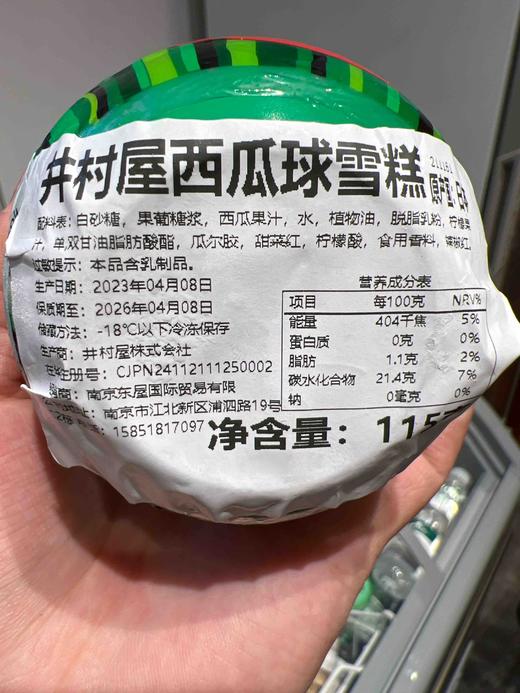 井村屋西瓜球雪糕
原产国：日本
配料表：白砂糖，果葡糖浆，西瓜果汁，水，植物油，脱脂乳粉，柠檬果
汁，单双甘油脂肪酸酯，瓜尔胶，甜菜红，柠檬酸，食用香料，辣椒红
过敏提示：本品含乳制品。
生产日期：2023年04月08日
保质期至：2026年04月08日
储藏方法：-18℃以下冷冻保存
生产商：井村屋株式会社
在华注册号：CJPN24112111250002
南京东屋国际贸易有限
南京市江北新区浦泗路19号
15851817097
营养成分表
项目 每100克 NRV%
能量 404千焦 5%
蛋白质 0克 0%
脂肪 1.1克 2%
碳水化合物 21.4克 7%
钠 0毫克 0%
净含量：115